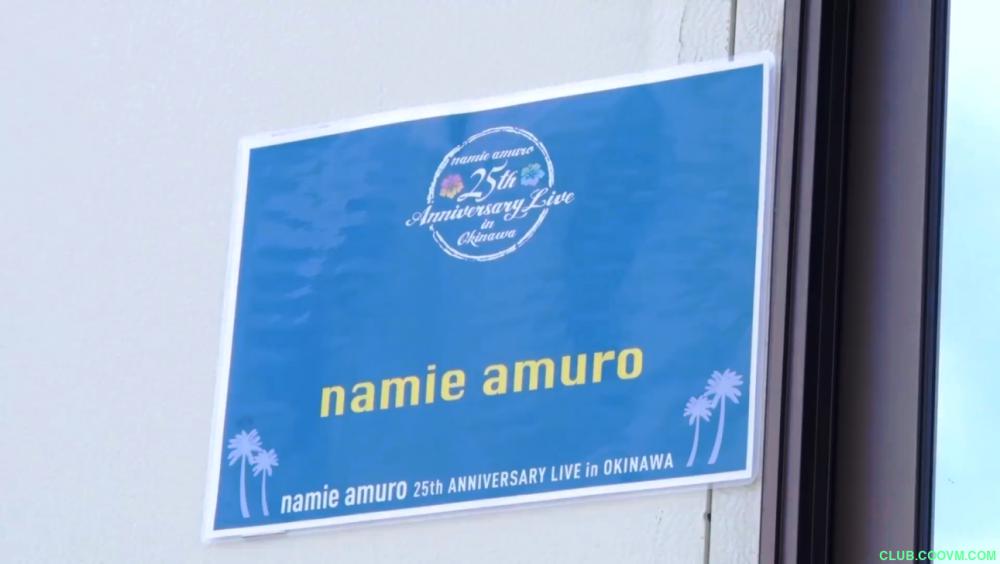 namie amuro
25th
Anniversary Live
in
Okinawa
namie amuro
namie amuro 25th ANNIVERSARY LIVE in OKINAWA
CLUB.CCOVM.COM